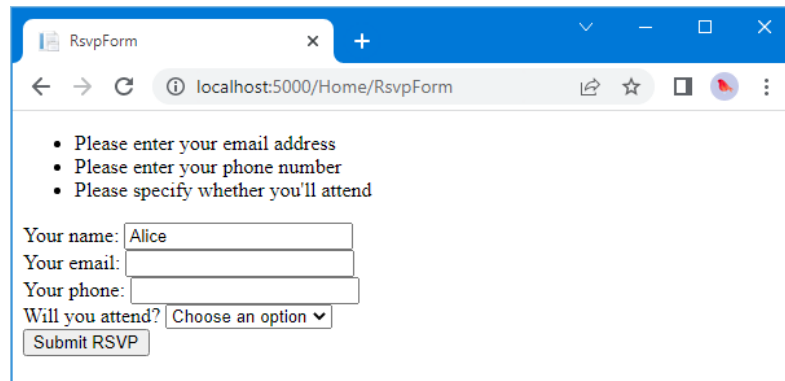 RsvpForm
localhost:5000/Home/RsvpForm
Please enter your email address
Please enter your phone number
Please specify whether you'll attend
Your name: Alice
Your email:
Your phone:
Will you attend? Choose an option
Submit RSVP